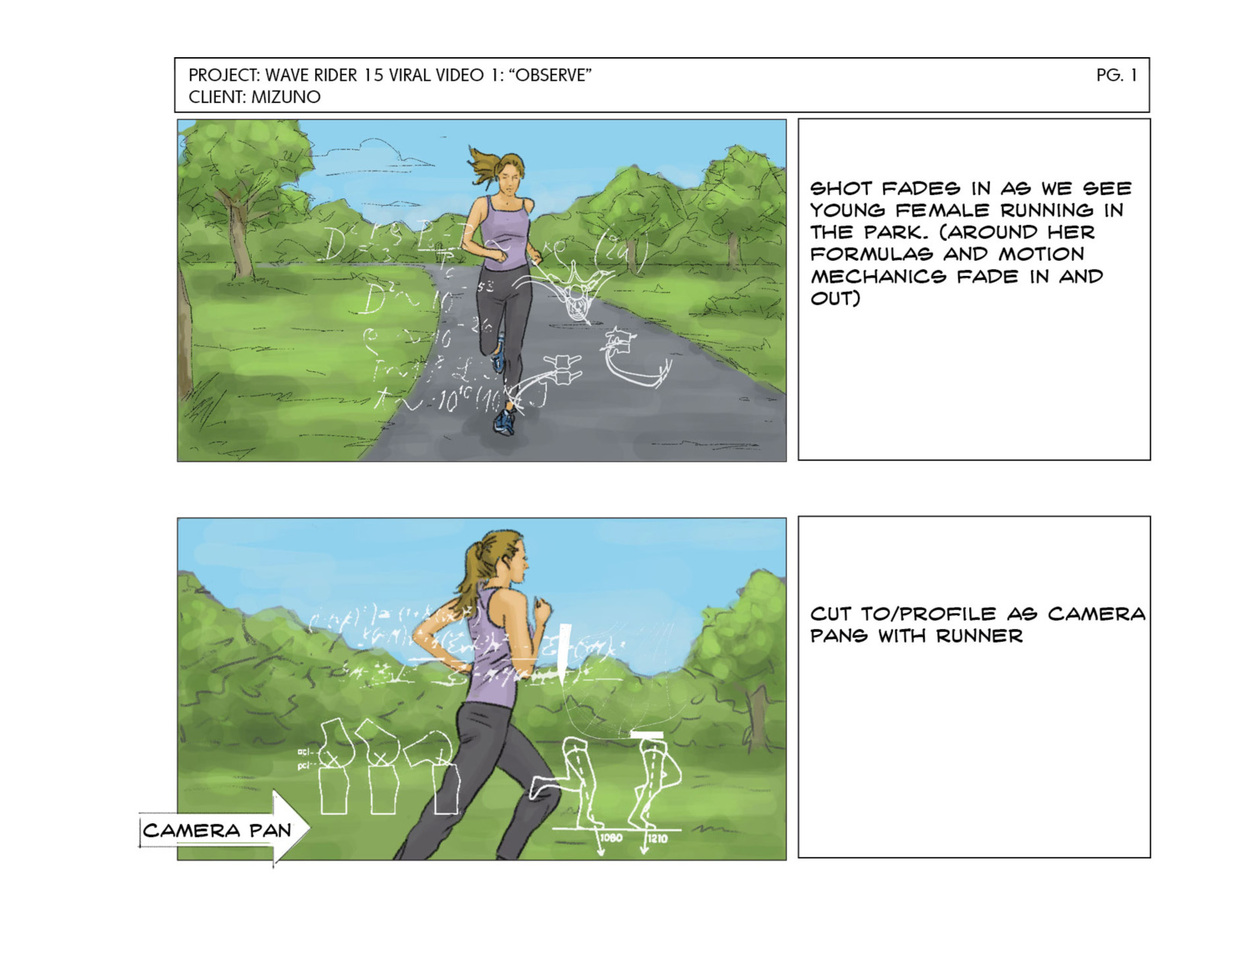 PROJECT: WAVE RIDER 15 VIRAL VIDEO 1: “OBSERVE”
PG. 1
CLIENT: MIZUNO
SHOT FADES IN AS WE SEE
YOUNG FEMALE RUNNING IN
THE PARK. (AROUND HER
FORMULAS AND MOTION
MECHANICS FADE IN AND
OUT)
CUT TO/PROFILE AS CAMERA
PANS WITH RUNNER
acl
pcl
CAMERA PAN
1080
1210